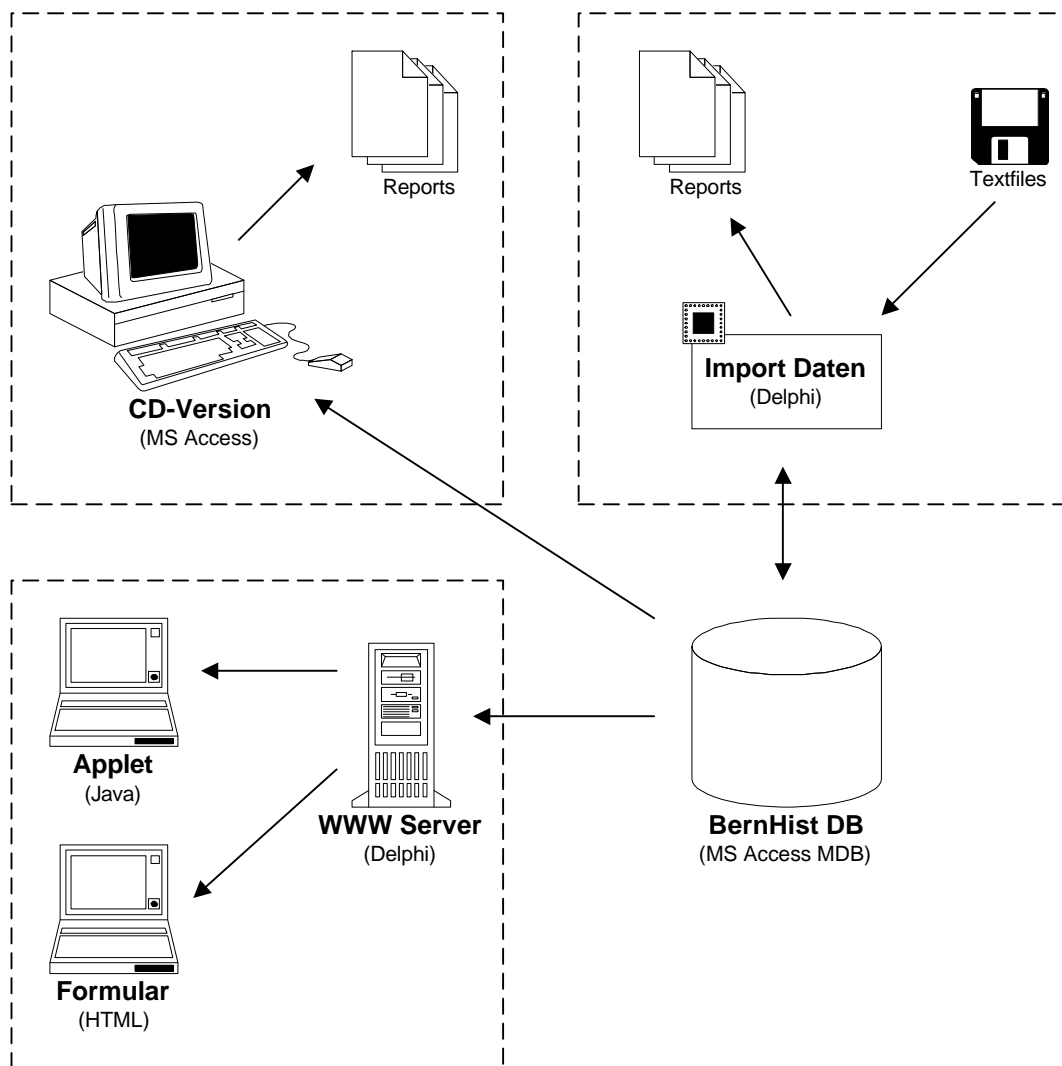 Reports
CD-Version
(MS Access)
Reports
Textfiles
Import Daten
(Delphi)
Applet
(Java)
Formular
(HTML)
WWW Server
(Delphi)
BernHist DB
(MS Access MDB)